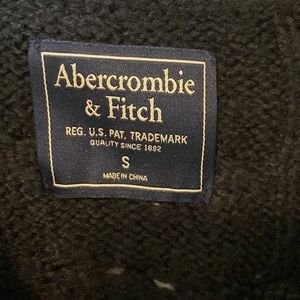 Abercrombie
& Fitch
REG. U.S. PAT. TRADEMARK
QUALITY SINCE 1892
S
MADE IN CHINA